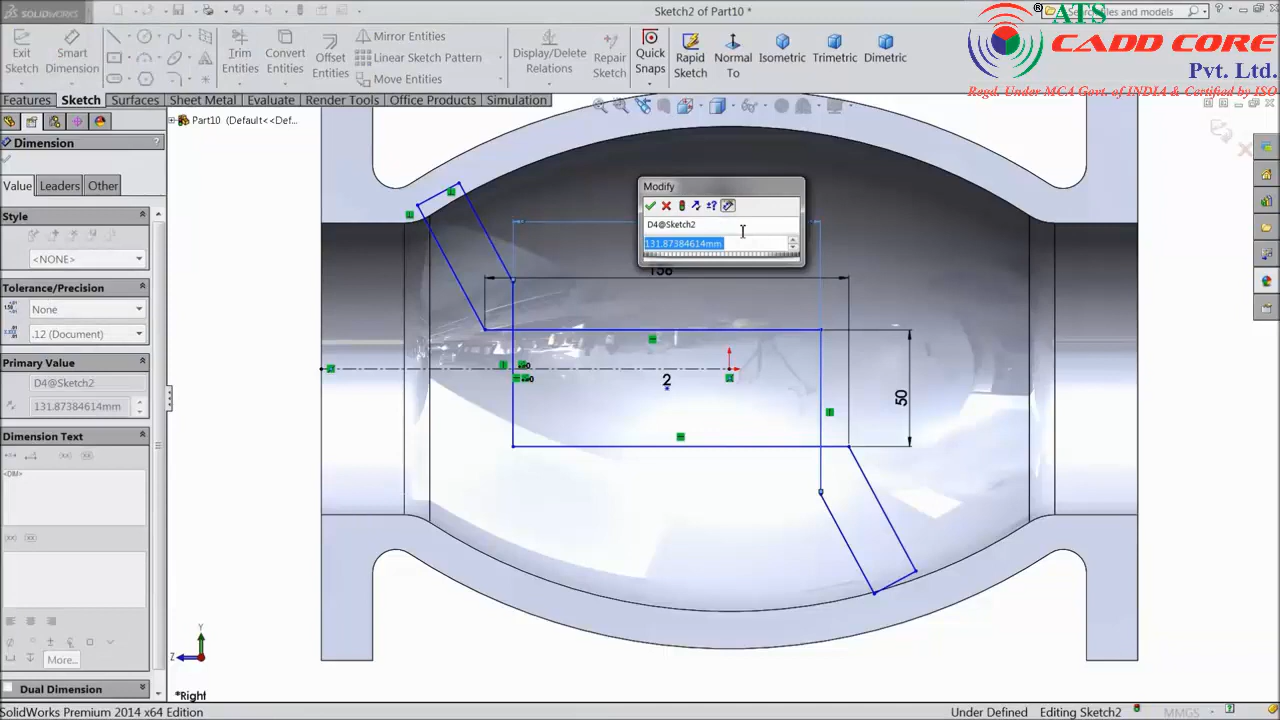 SOLIDWORKS
Sketch2 of Part10 *
Search files and models
® ATS
CADD CORE
Pvt. Ltd.
Regd. Under MCA Govt. of INDIA & Certified by ISO
Exit Sketch
Smart Dimension
Trim Entities
Convert Entities
Offset Entities
Mirror Entities
Linear Sketch Pattern
Move Entities
Display/Delete Relations
Repair Sketch
Quick Snaps
Rapid Sketch
Normal To
Isometric
Trimetric
Dimetric
Features Sketch Surfaces Sheet Metal Evaluate Render Tools Office Products Simulation
Part10 (Default<<Def...
Dimension
Value Leaders Other
Style
<NONE>
Tolerance/Precision
None
.12 (Document)
Primary Value
D4@Sketch2
131.87384614mm
Dimension Text
<DIM>
More...
Dual Dimension
Modify
D4@Sketch2
131.87384614mm
156
2
50
Y
Z
*Right
SolidWorks Premium 2014 x64 Edition
Under Defined
Editing Sketch2
MMGS